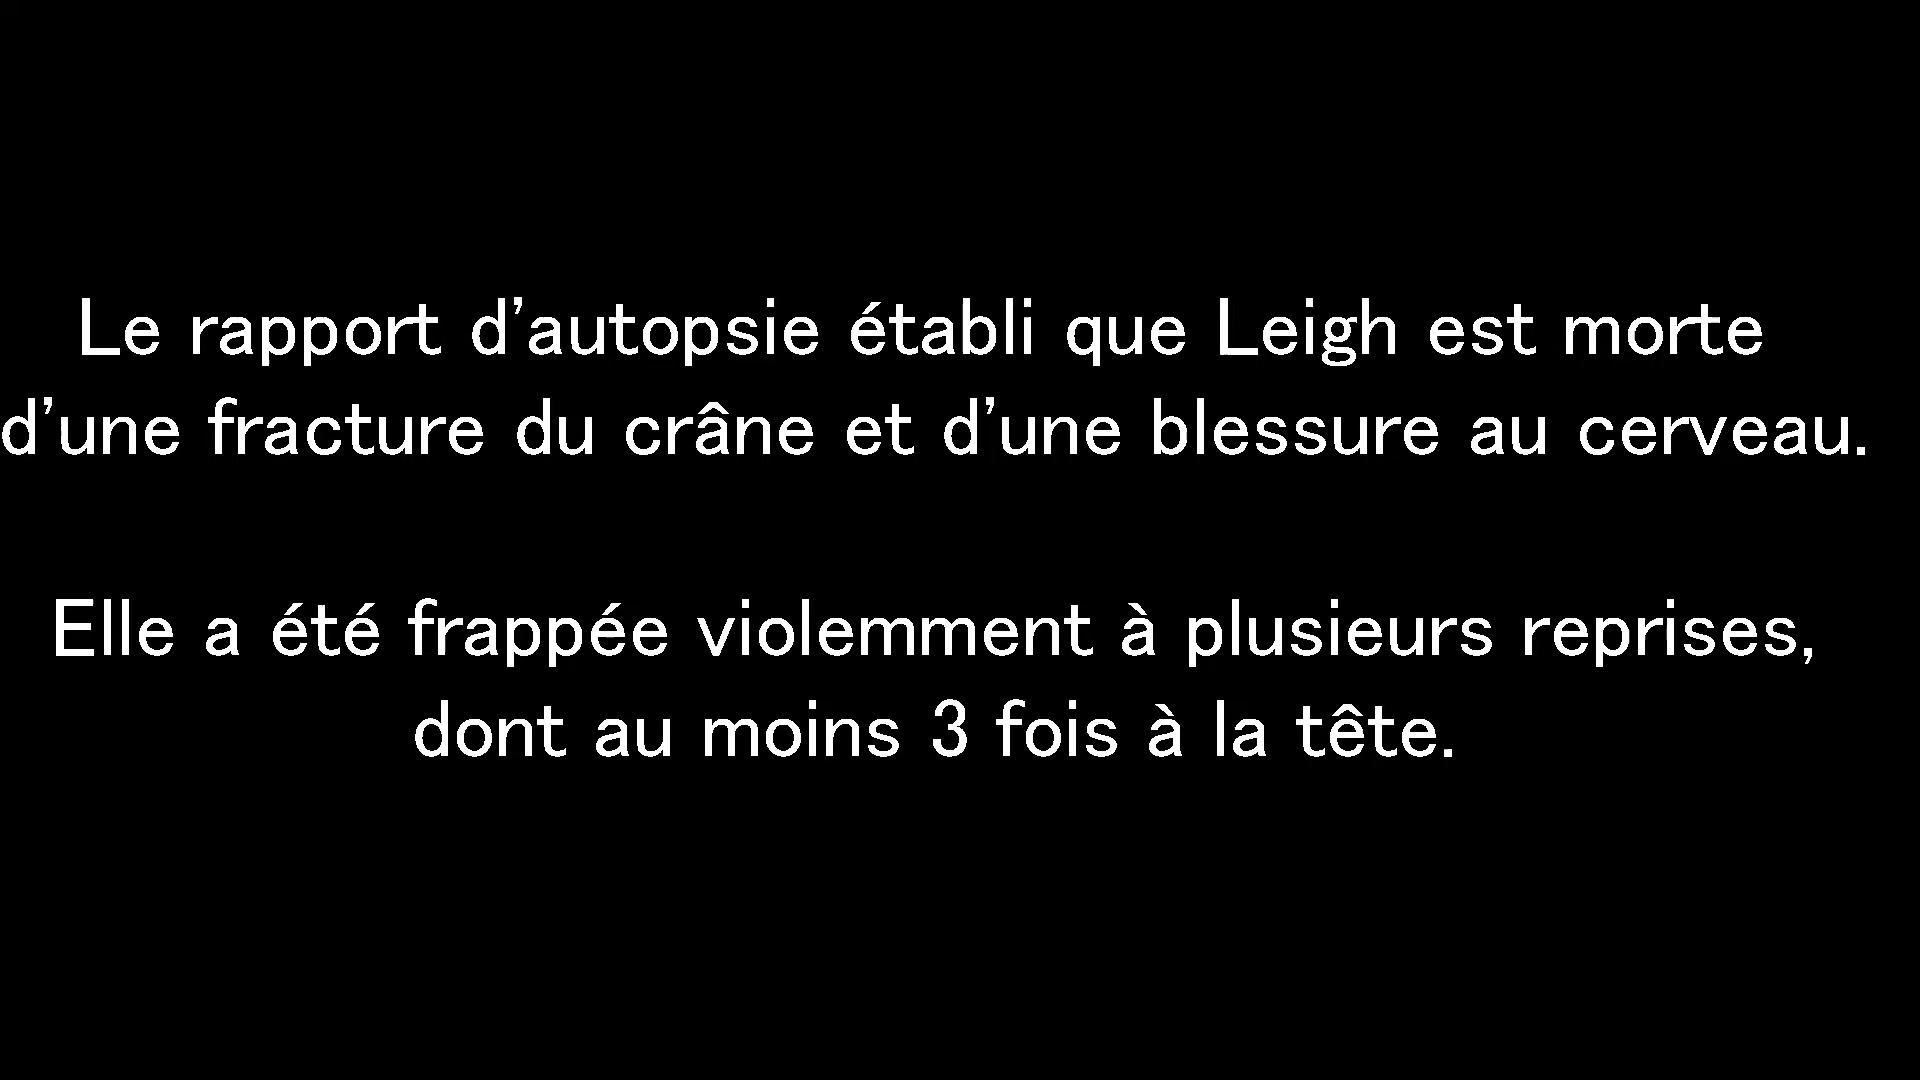 Le rapport d'autopsie établi que Leigh est morte
d'une fracture du crâne et d'une blessure au cerveau.
Elle a été frappée violemment à plusieurs reprises,
dont au moins 3 fois à la tête.